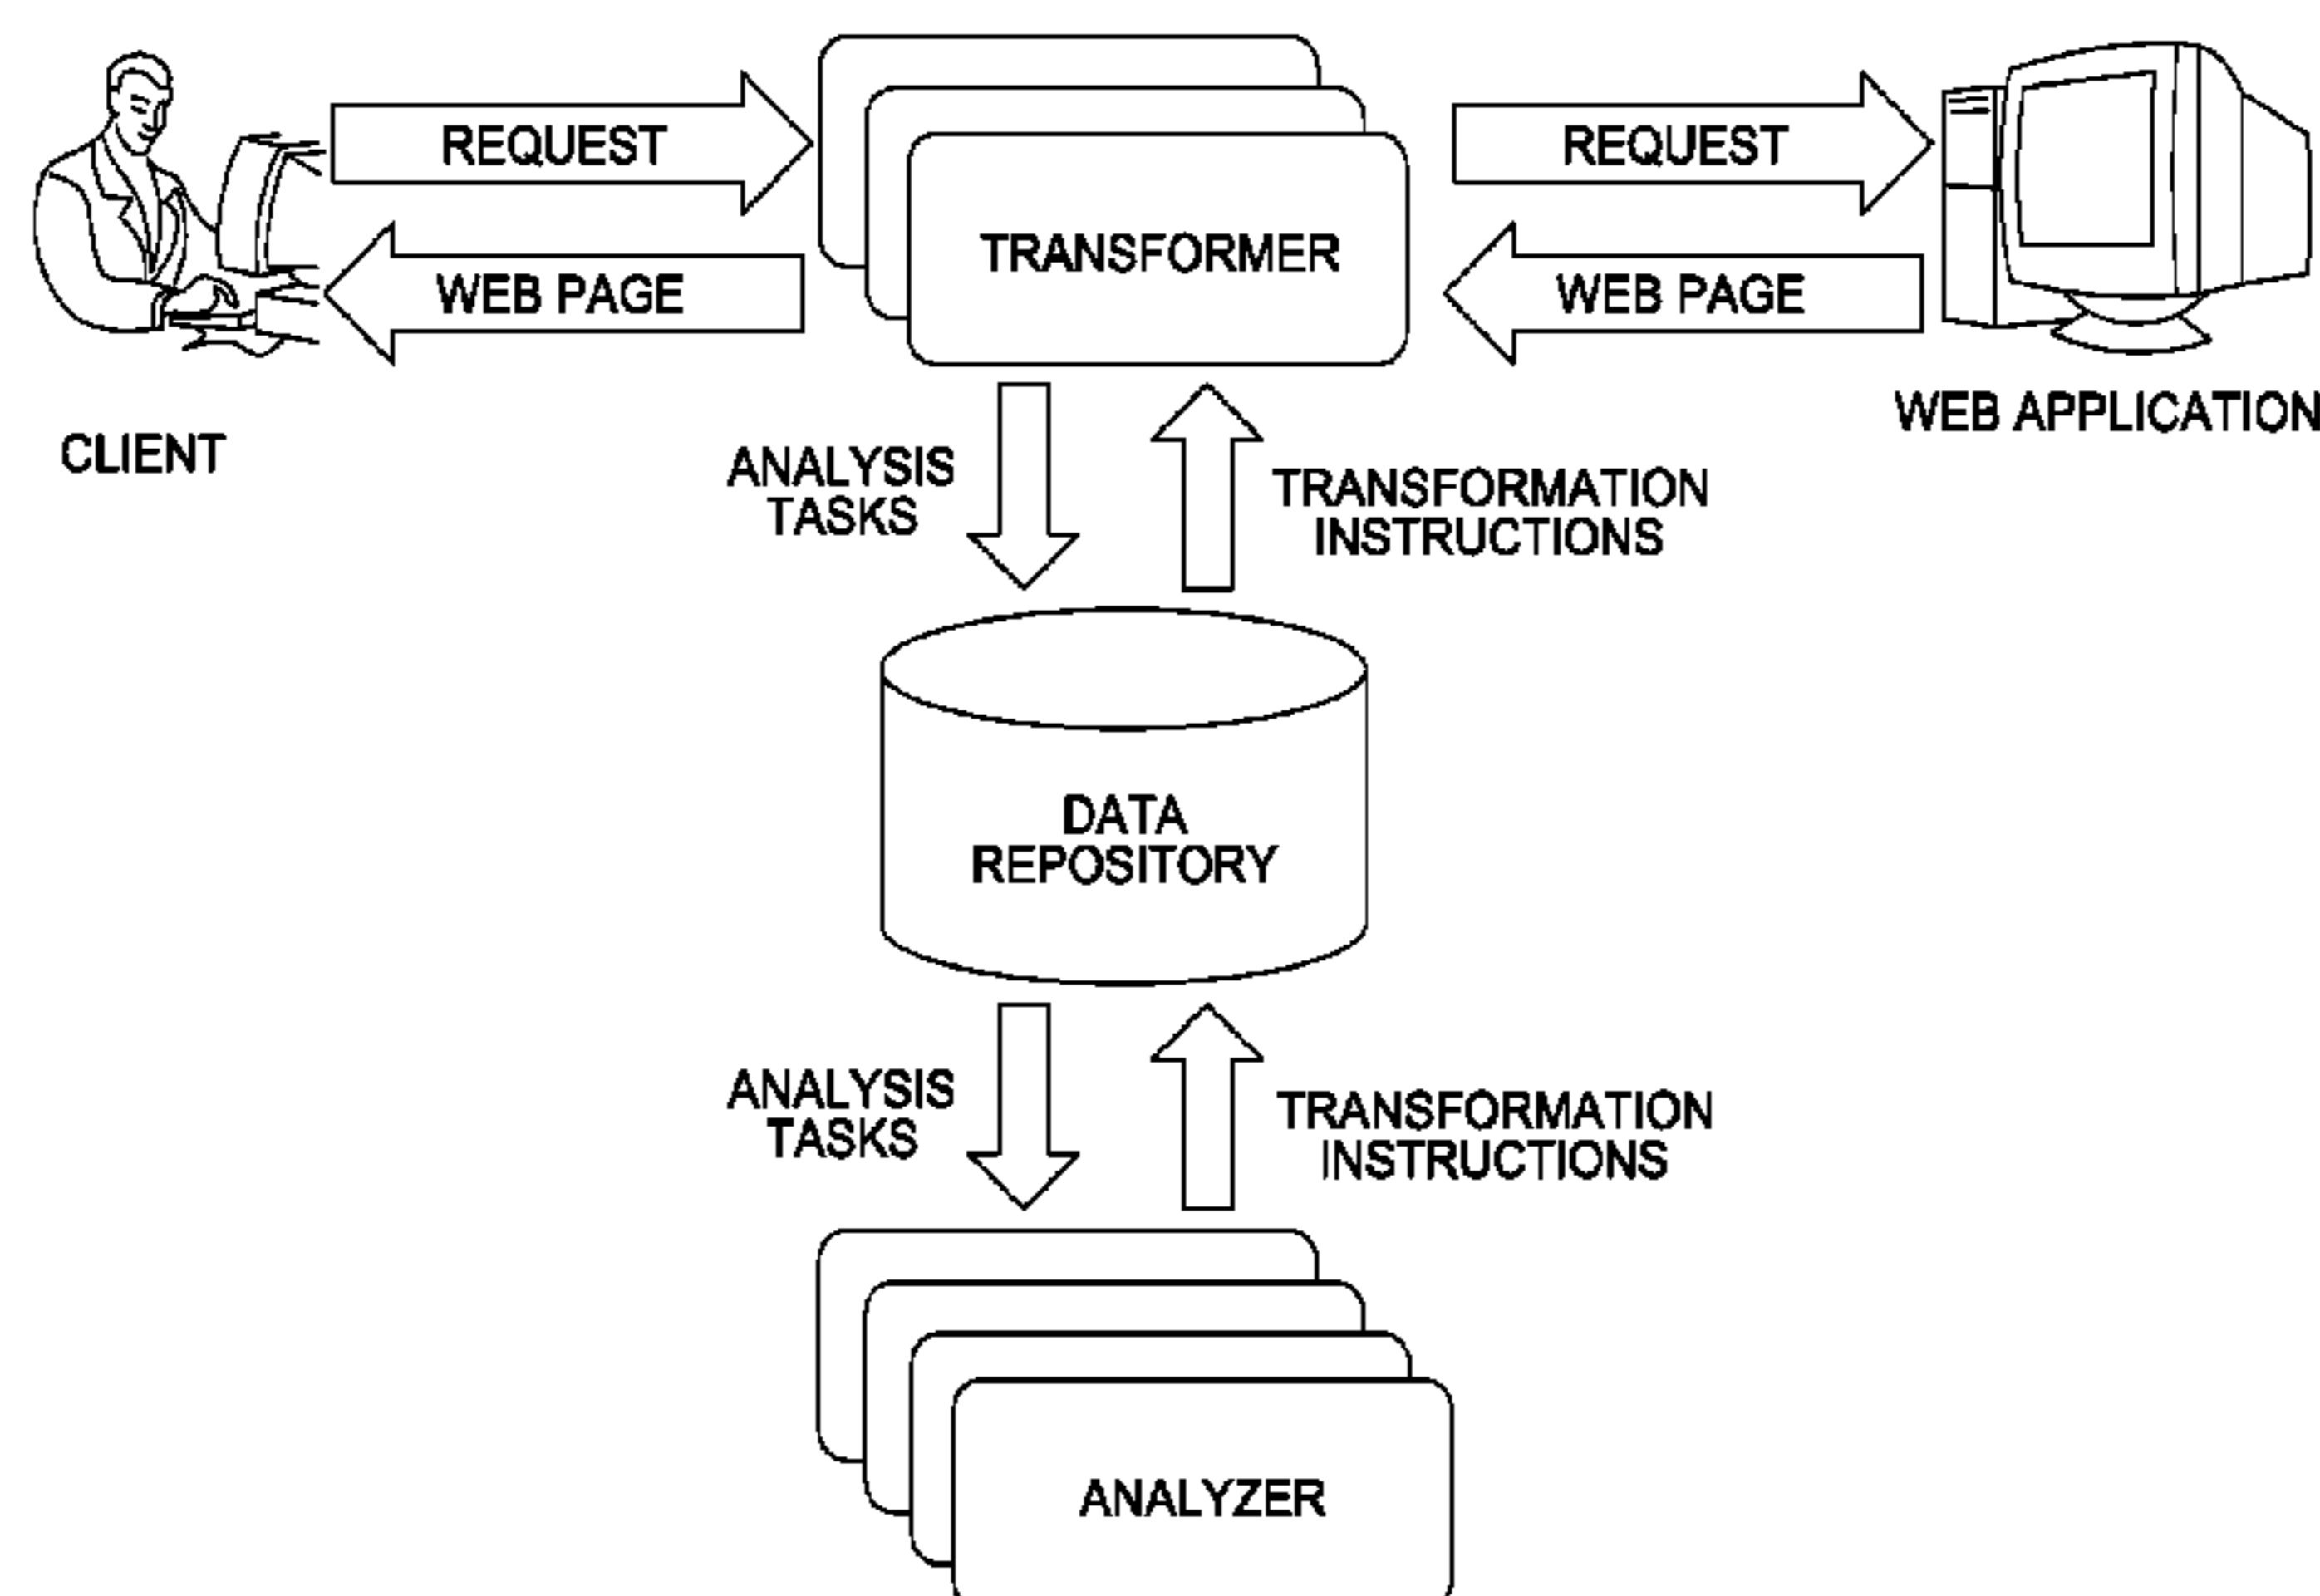 REQUEST
REQUEST
TRANSFORMER
WEB PAGE
WEB PAGE
CLIENT
WEB APPLICATION
ANALYSIS
TASKS
TRANSFORMATION
INSTRUCTIONS
DATA
REPOSITORY
ANALYSIS
TASKS
TRANSFORMATION
INSTRUCTIONS
ANALYZER